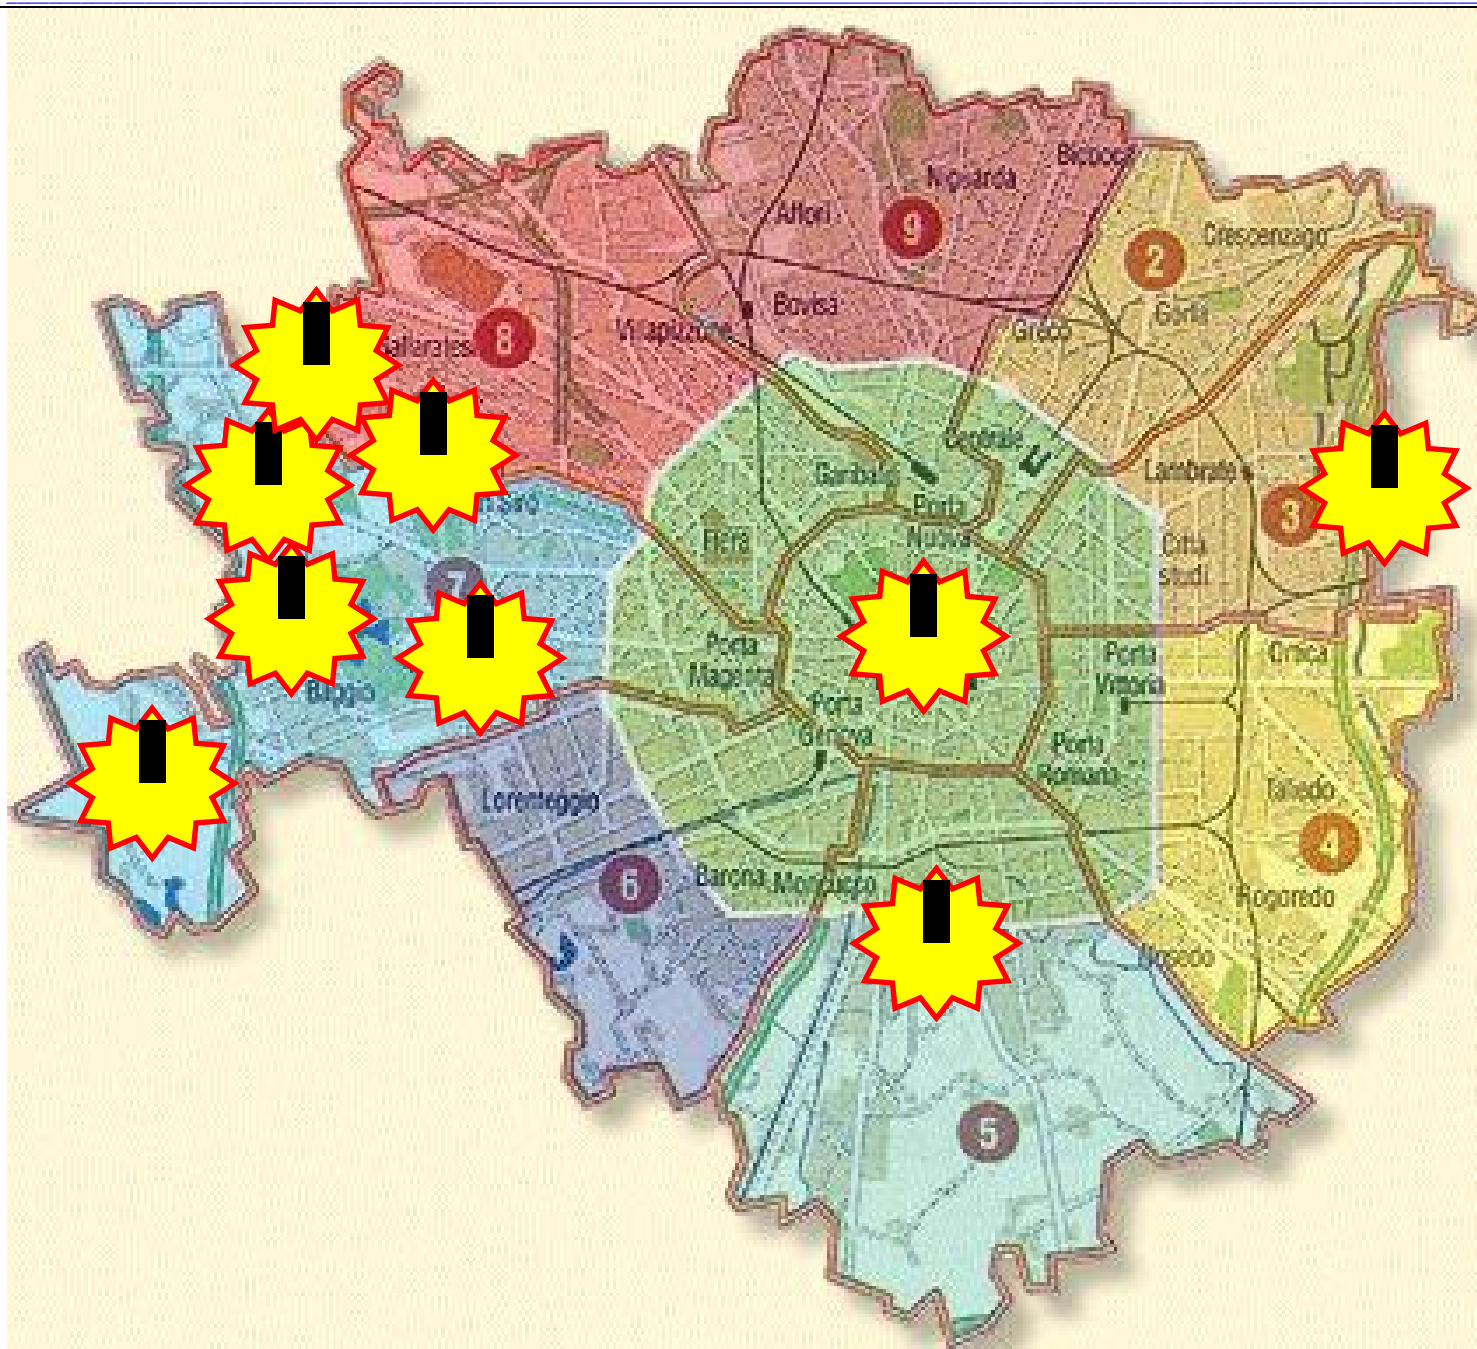 Bicocca
Niguarda
Affori
9
Crescenzago
2
Bovisa
Gorla
Greco
8
Centrale
Garibaldi
Lambrate
Porta
Nuova
3
Fiera
Città
studi
7
Porta
Magenta
Porta
Vittoria
Ortica
Baggio
Porta
Genova
Porta
Romana
Lorenteggio
Taliedo
4
6
Barona
Moncucco
Rogoredo
5